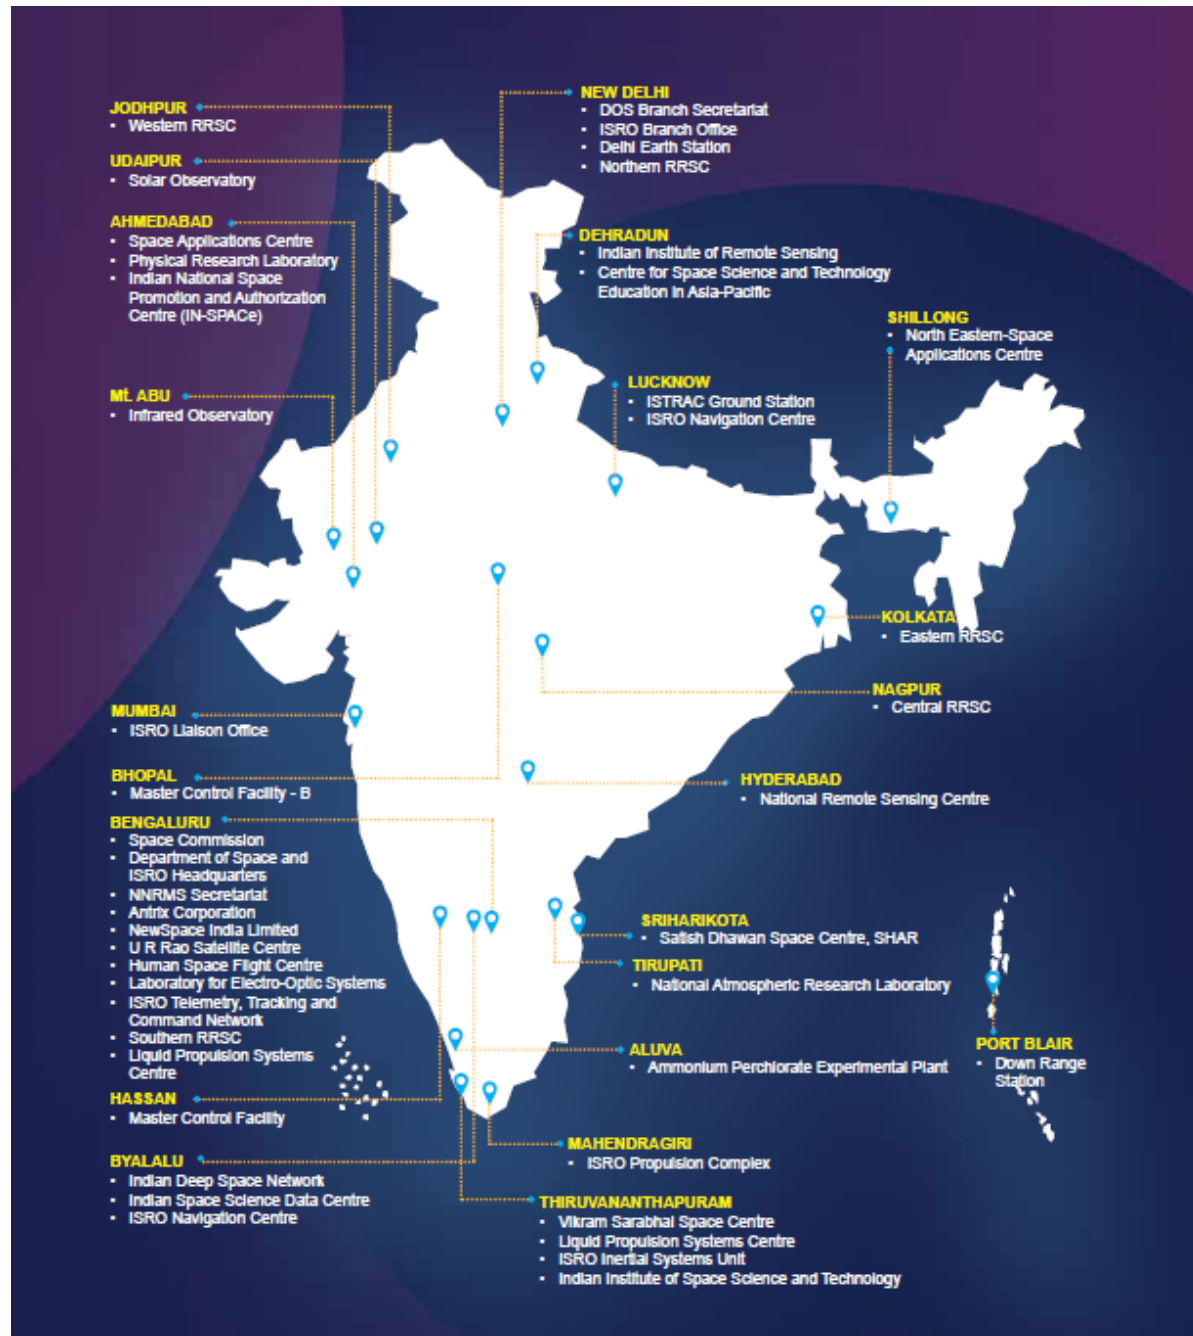 JODHPUR
▪ Western RRSC
UDAIPUR
▪ Solar Observatory
AHMEDABAD
▪ Space Applications Centre
▪ Physical Research Laboratory
▪ Indian National Space
Promotion and Authorization
Centre (IN-SPACe)
Mt. ABU
▪ Infrared Observatory
MUMBAI
▪ ISRO Liaison Office
BHOPAL
▪ Master Control Facility - B
BENGALURU
▪ Space Commission
▪ Department of Space and
ISRO Headquarters
▪ NNRMS Secretariat
▪ Antrix Corporation
▪ NewSpace India Limited
▪ U R Rao Satellite Centre
▪ Human Space Flight Centre
▪ Laboratory for Electro-Optic Systems
▪ ISRO Telemetry, Tracking and
Command Network
▪ Southern RRSC
▪ Liquid Propulsion Systems
Centre
HASSAN
▪ Master Control Facility
BYALALU
▪ Indian Deep Space Network
▪ Indian Space Science Data Centre
▪ ISRO Navigation Centre
NEW DELHI
▪ DOS Branch Secretariat
▪ ISRO Branch Office
▪ Delhi Earth Station
▪ Northern RRSC
DEHRADUN
▪ Indian Institute of Remote Sensing
▪ Centre for Space Science and Technology
Education in Asia-Pacific
SHILLONG
▪ North Eastern-Space
Applications Centre
LUCKNOW
▪ ISTRAC Ground Station
▪ ISRO Navigation Centre
KOLKATA
▪ Eastern RRSC
NAGPUR
▪ Central RRSC
HYDERABAD
▪ National Remote Sensing Centre
SRIHARIKOTA
▪ Satish Dhawan Space Centre, SHAR
TIRUPATI
▪ National Atmospheric Research Laboratory
PORT BLAIR
▪ Down Range
Station
ALUVA
▪ Ammonium Perchlorate Experimental Plant
MAHENDRAGIRI
▪ ISRO Propulsion Complex
THIRUVANANTHAPURAM
▪ Vikram Sarabhai Space Centre
▪ Liquid Propulsion Systems Centre
▪ ISRO Inertial Systems Unit
▪ Indian Institute of Space Science and Technology